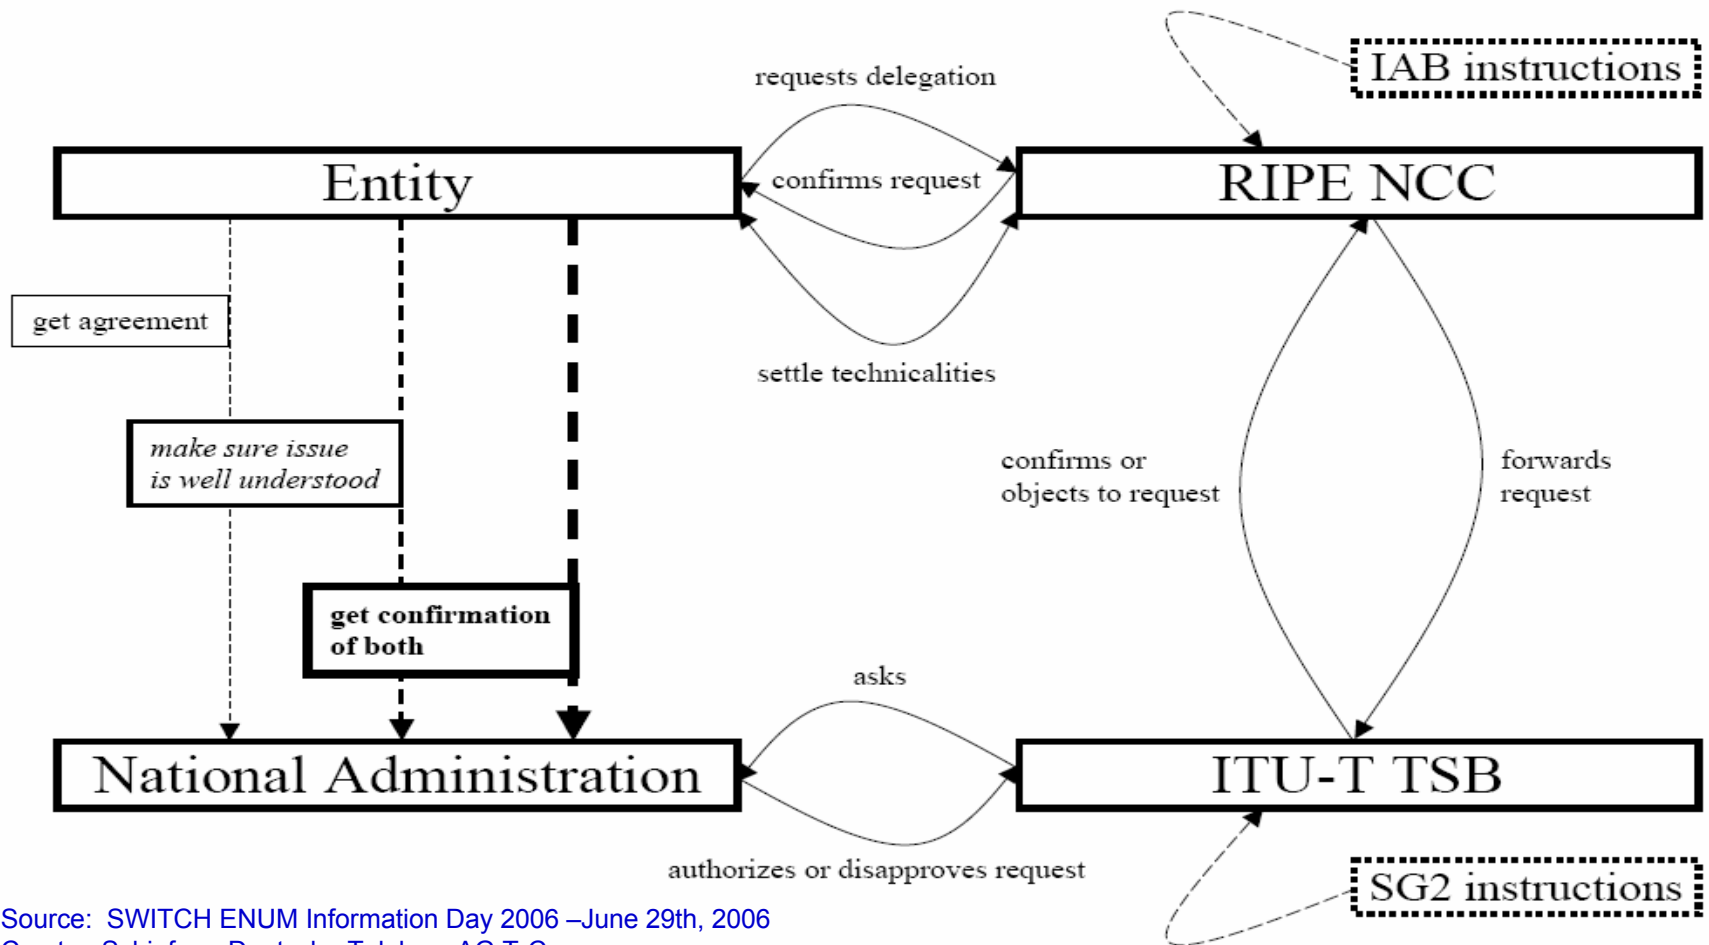 IAB instructions
requests delegation
Entity
confirms request
RIPE NCC
get agreement
settle technicalities
make sure issue
is well understood
confirms or
objects to request
forwards
request
get confirmation
of both
asks
National Administration
ITU-T TSB
authorizes or disapproves request
SG2 instructions
Source: SWITCH ENUM Information Day 2006 –June 29th, 2006